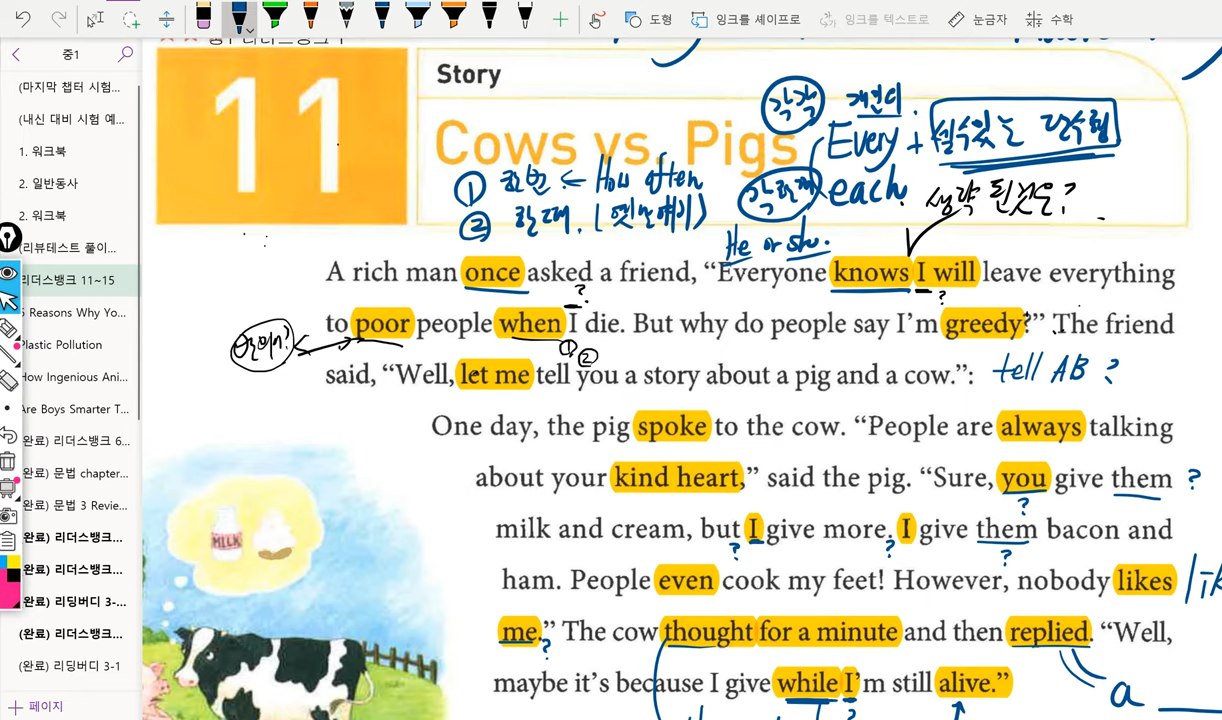 도형
잉크를 셰이프로
잉크를 텍스트로
눈금자
수학
중1
(마지막 챕터 시험...
(내신 대비 시험 예...
1. 워크북
2. 일반동사
2. 워크북
(리뷰테스트 풀이...
리더스뱅크 11~15
6 Reasons Why Yo...
Plastic Pollution
How Ingenious Ani...
Are Boys Smarter T...
완료) 리더스뱅크 6...
완료) 문법 chapter...
완료) 문법 3 Revie...
완료) 리더스뱅크...
완료) 리더스뱅크...
완료) 리딩버디 3-...
완료) 리더스뱅크...
완료) 리딩버디 3-1
페이지
11
Story
각각 개인이
Cows vs. Pigs
Every + 셀수있는 단수형
① 한번 ← How often
each
생략 된것은?
② 할때, (옛날얘기)
He or she.
A rich man once asked a friend, “Everyone knows I will leave everything
to poor people when I die. But why do people say I’m greedy?” The friend
① ②
said, “Well, let me tell you a story about a pig and a cow.”:
tell AB ?
One day, the pig spoke to the cow. “People are always talking
about your kind heart,” said the pig. “Sure, you give them ?
milk and cream, but I give more. I give them bacon and
MILK
ham. People even cook my feet! However, nobody likes
me.” The cow thought for a minute and then replied. “Well,
maybe it’s because I give while I’m still alive.”
a